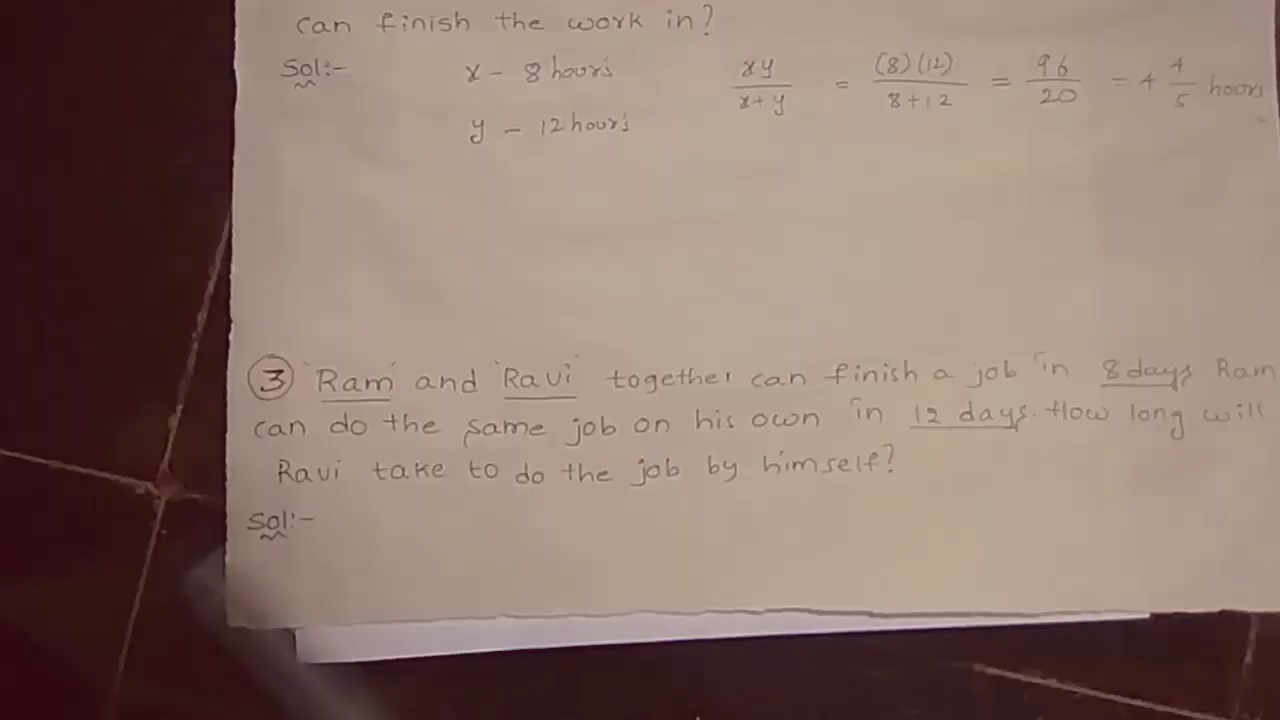 can finish the work in?
Sol:- x - 8 hours xy/x+y = (8)(12)/8+12 = 96/20 = 4 4/5 hours
y - 12 hours
3 Ram and Ravi together can finish a job in 8 days Ram
can do the same job on his own in 12 days. How long will
Ravi take to do the job by himself?
Sol:-